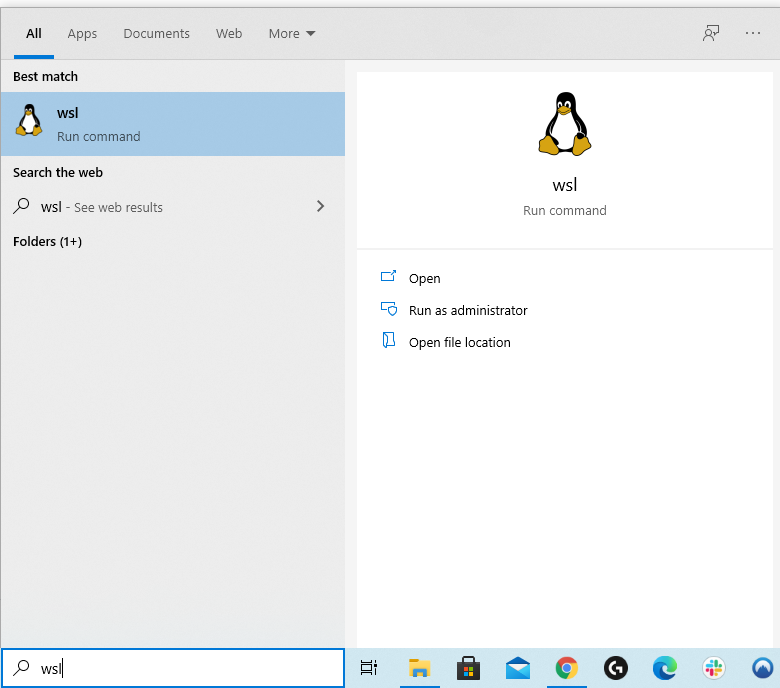 All Apps Documents Web More
Best match
wsl
Run command
Search the web
wsl - See web results
Folders (1+)
wsl
Run command
Open
Run as administrator
Open file location
wsl